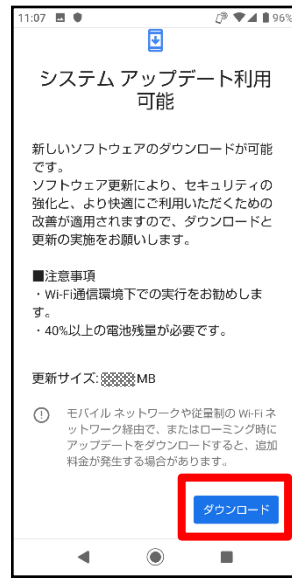 11:07 96%
システム アップデート利用
可能
新しいソフトウェアのダウンロードが可能
です。
ソフトウェア更新により、セキュリティの
強化と、より快適にご利用いただくための
改善が適用されますので、ダウンロードと
更新の実施をお願いします。
■注意事項
・Wi-Fi通信環境下での実行をお勧めしま
す。
・40%以上の電池残量が必要です。
更新サイズ: MB
モバイル ネットワークや従量制の Wi-Fi ネ
ットワーク経由で、またはローミング時に
アップデートをダウンロードすると、追加
料金が発生する場合があります。
ダウンロード